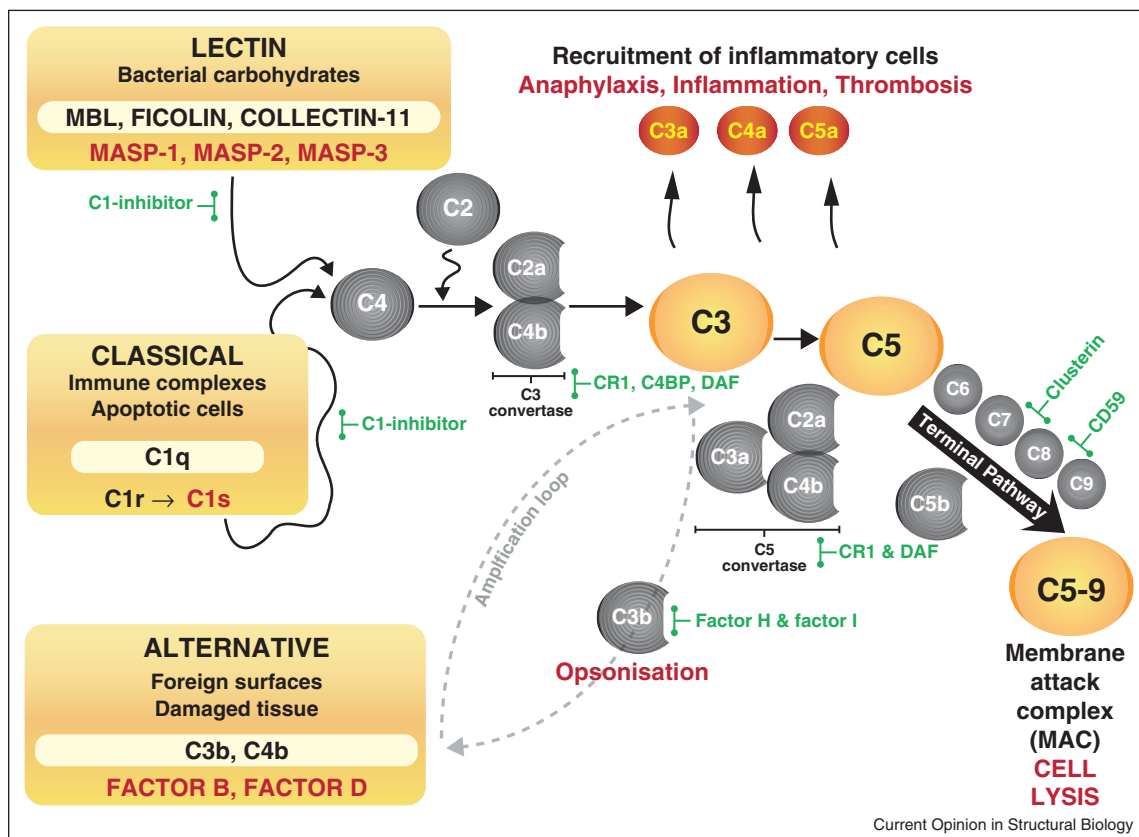 LECTIN
Bacterial carbohydrates
MBL, FICOLIN, COLLECTIN-11
MASP-1, MASP-2, MASP-3
C1-inhibitor
Recruitment of inflammatory cells
Anaphylaxis, Inflammation, Thrombosis
C3a
C4a
C5a
C2
C2a
C4
C4b
C3
convertase
CR1, C4BP, DAF
C3
C5
CLASSICAL
Immune complexes
Apoptotic cells
C1q
C1r → C1s
C1-inhibitor
C6
C7
C8
C9
Clusterin
CD59
Terminal Pathway
C2a
C3a
C4b
C5
convertase
CR1 & DAF
C5b
Amplification loop
C3b
Factor H & factor I
Opsonisation
ALTERNATIVE
Foreign surfaces
Damaged tissue
C3b, C4b
FACTOR B, FACTOR D
C5-9
Membrane
attack
complex
(MAC)
CELL
LYSIS
Current Opinion in Structural Biology